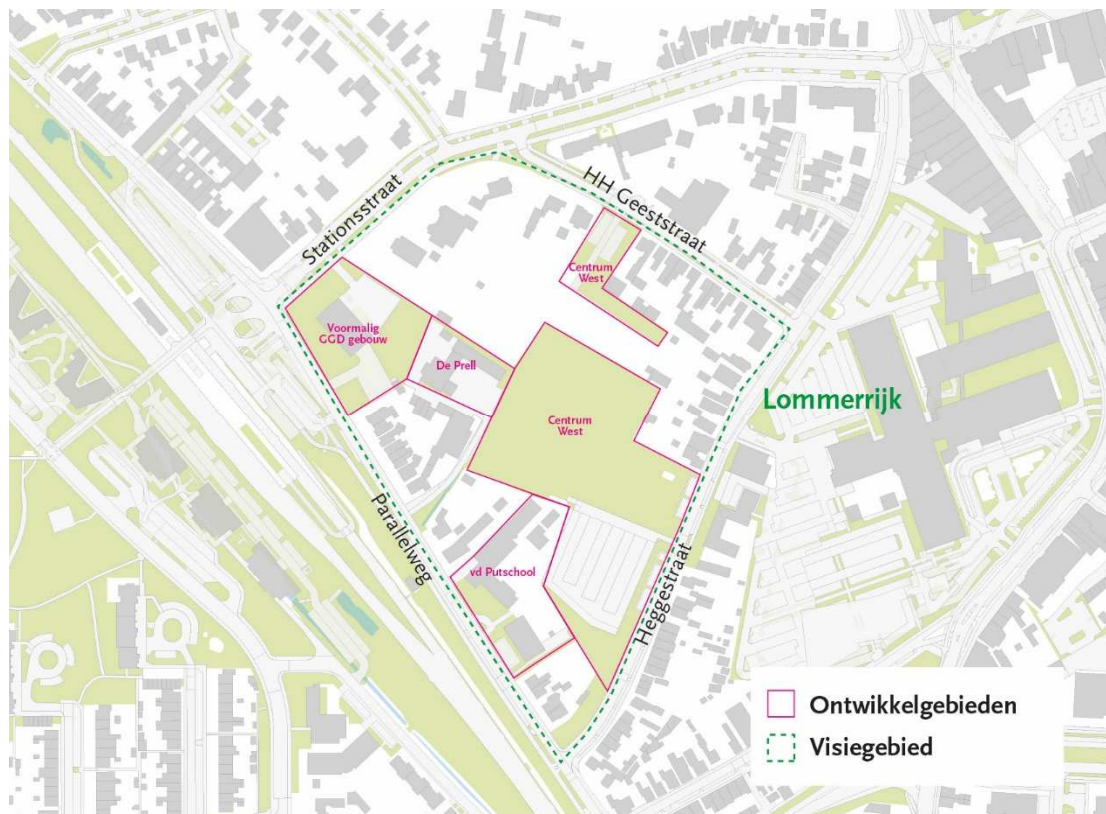 Stationsstraat
HH Geeststraat
Centrum
West
Voormalig
GGD gebouw
De Prell
Lommerrijk
Centrum
West
Parallelweg
vd Putschool
Heggestraat
Ontwikkelgebieden
Visiegebied